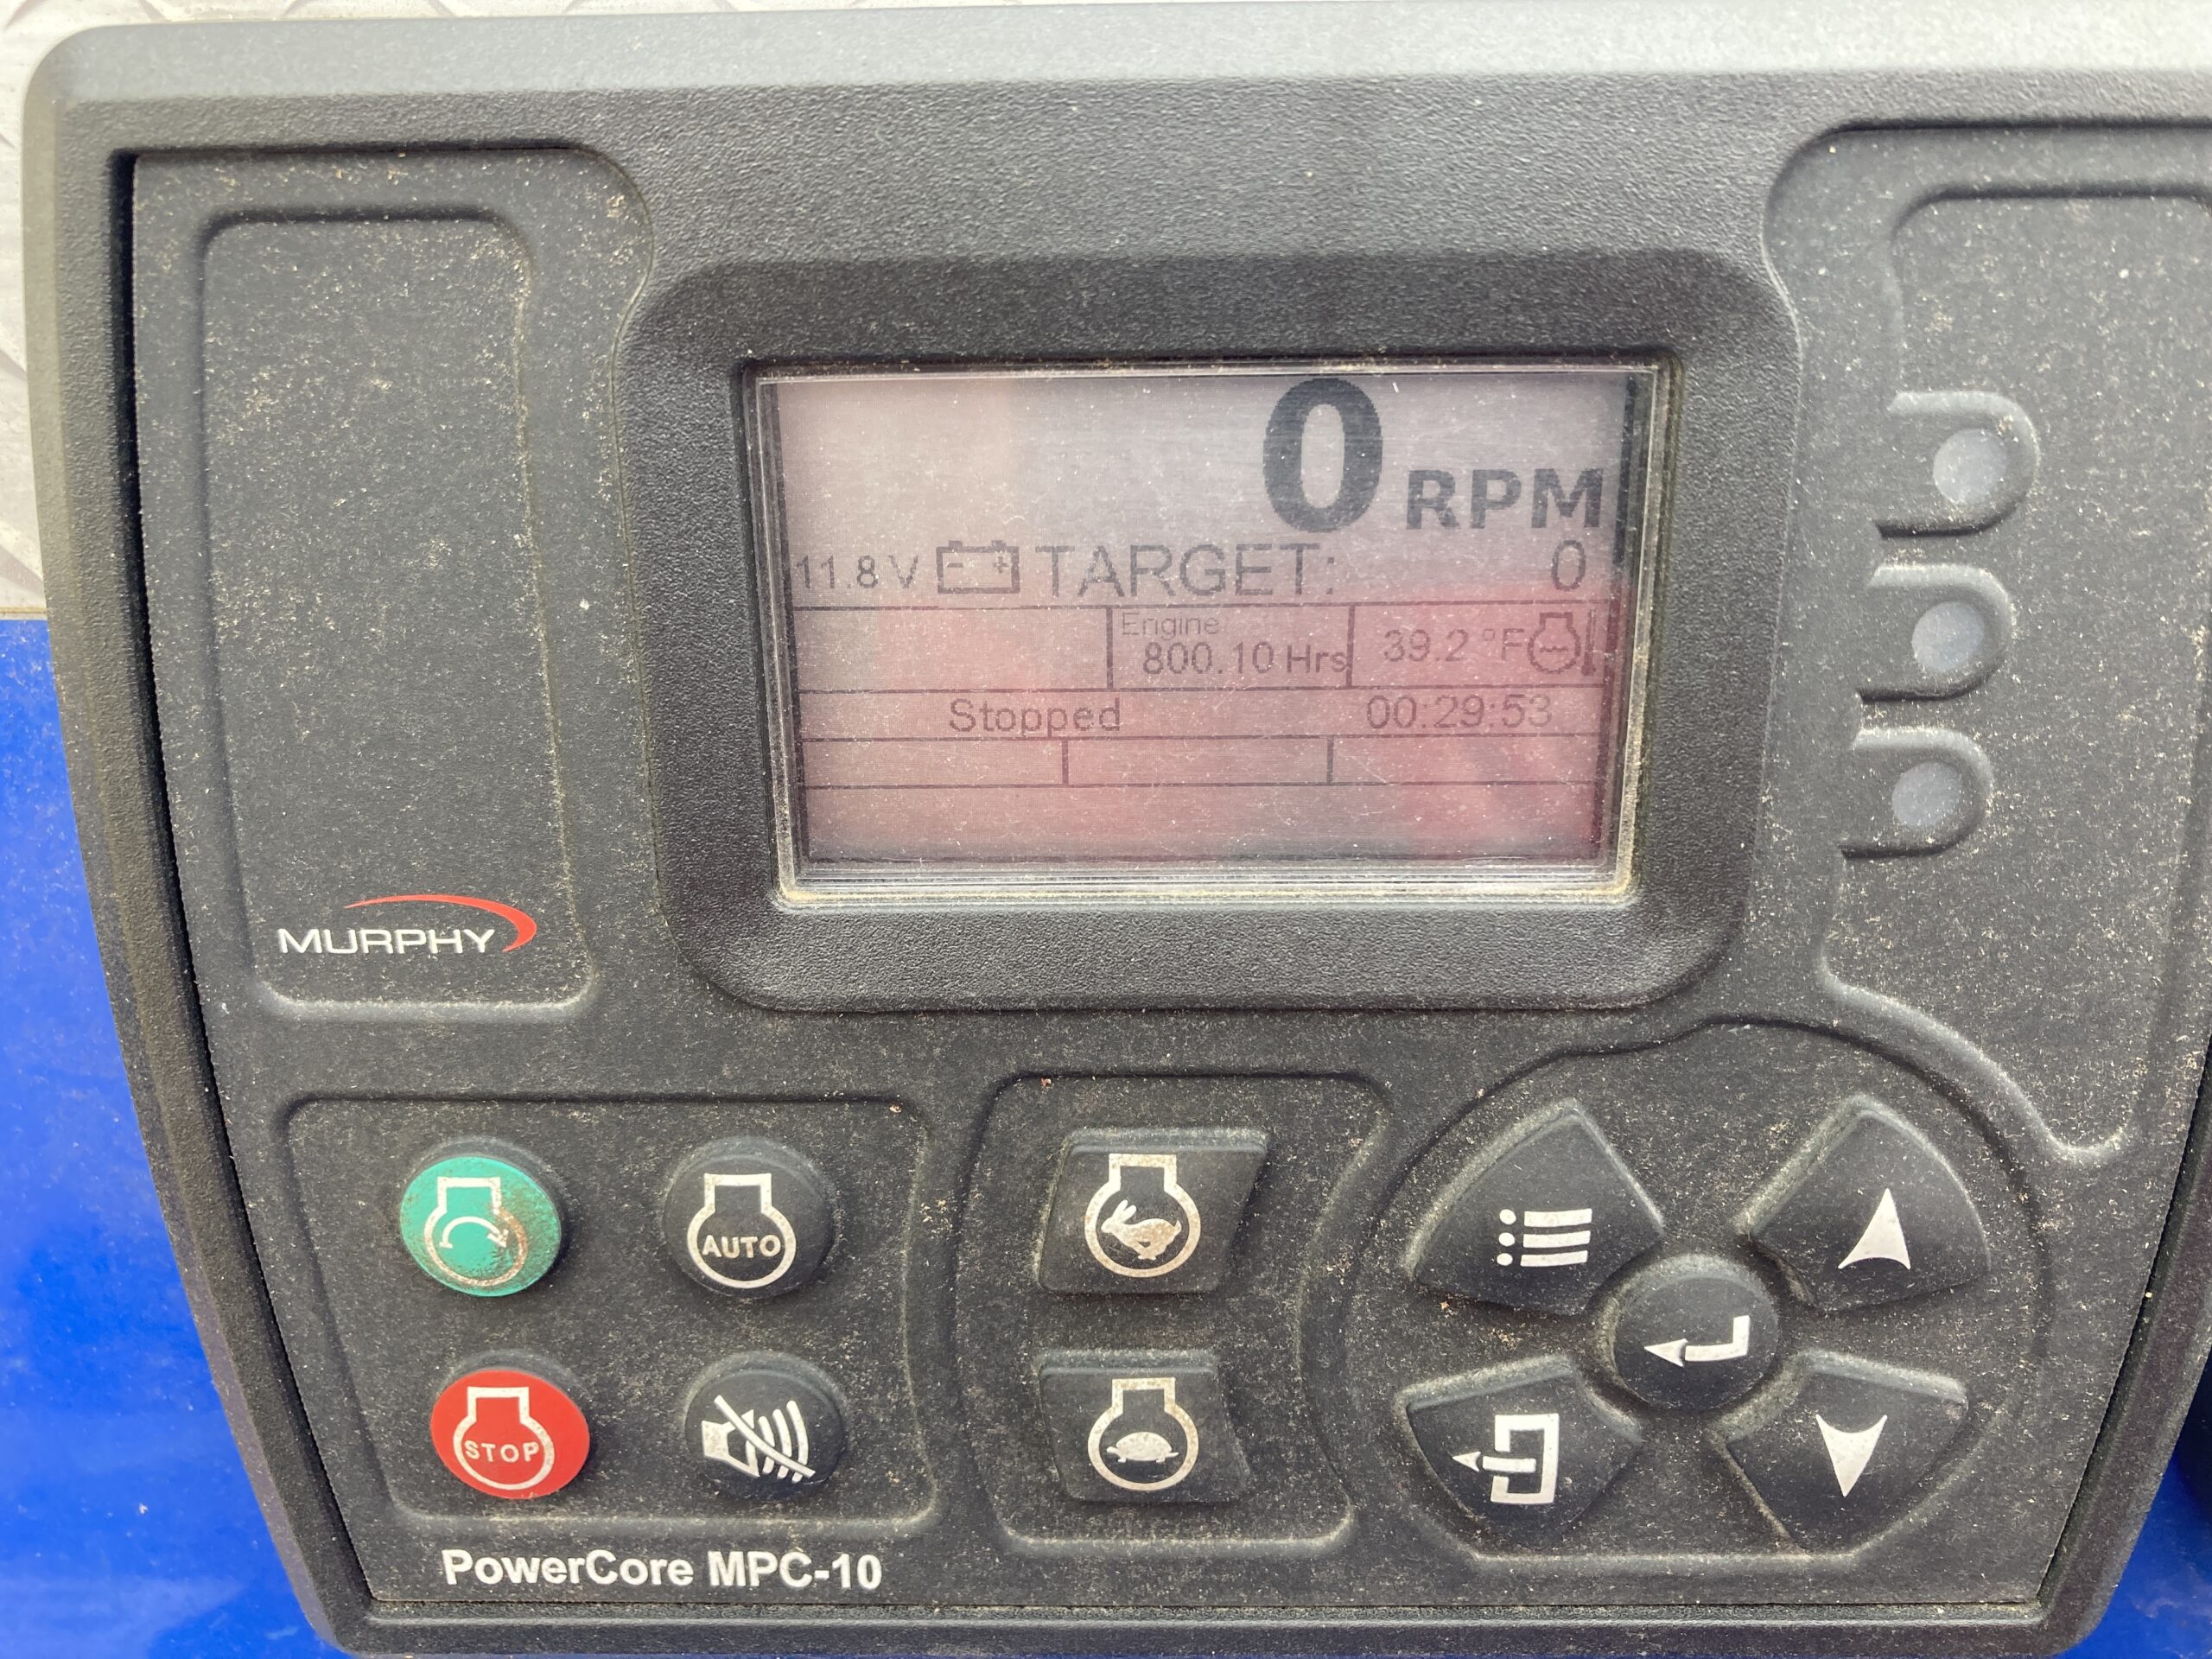 0 RPM
11.8 V - + TARGET: 0
Engine
800.10 Hrs
39.2 °F
Stopped 00:29:53
MURPHY
AUTO
STOP
PowerCore MPC-10